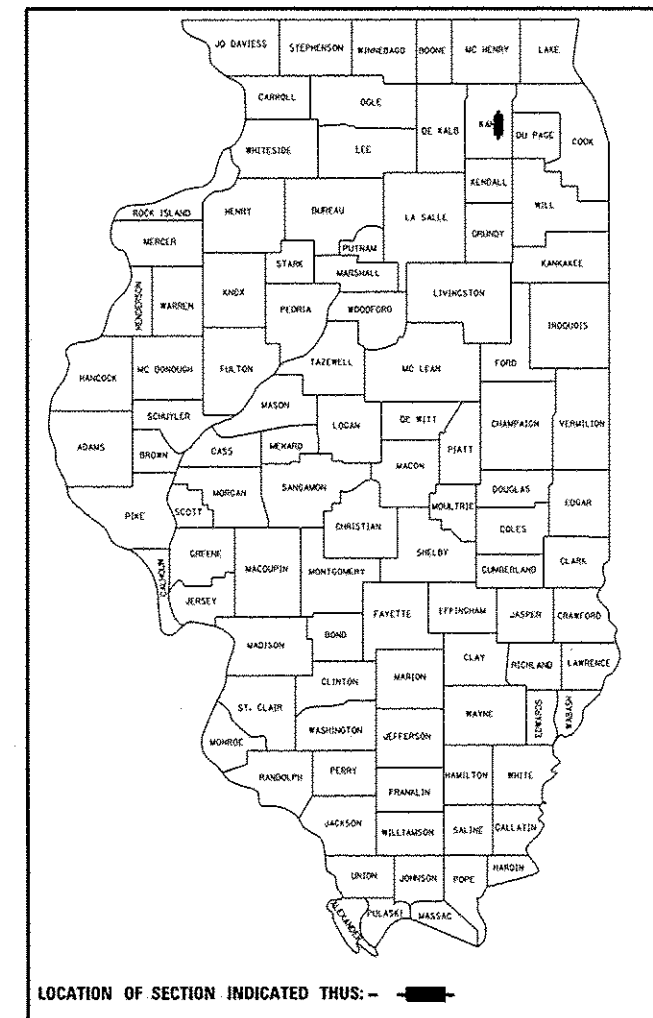 JO DAVIESS STEPHENSON WINNEBAGO BOONE MC HENRY LAKE
CARROLL OGLE DE KALB KAN DU PAGE COOK
WHITESIDE LEE
KENDALL WILL
ROCK ISLAND HENRY BUREAU LA SALLE GRUNDY
MERCER PUTNAM KANKAKEE
STARK MARSHALL
HENDERSON WARREN KNOX PEORIA WOODFORD LIVINGSTON IROQUOIS
HANCOCK MC DONOUGH FULTON TAZEWELL MC LEAN FORD
SCHUYLER MASON LOGAN DE WITT CHAMPAIGN VERMILION
ADAMS BROWN CASS MENARD PIATT
MACON
PIKE SCOTT MORGAN SANGAMON MOULTRIE DOUGLAS EDGAR
CHRISTIAN COLES
CALHOUN GREENE MACOUPIN MONTGOMERY SHELBY CUMBERLAND CLARK
JERSEY
FAYETTE EFFINGHAM JASPER CRAWFORD
MADISON BOND
CLAY RICHLAND LAWRENCE
CLINTON MARION
ST. CLAIR WAYNE EDWARDS WABASH
WASHINGTON JEFFERSON
MONROE
RANDOLPH PERRY HAMILTON WHITE
FRANKLIN
JACKSON WILLIAMSON SALINE GALLATIN
UNION JOHNSON POPE HARDIN
ALEXANDER PULASKI MASSAC
LOCATION OF SECTION INDICATED THUS: -